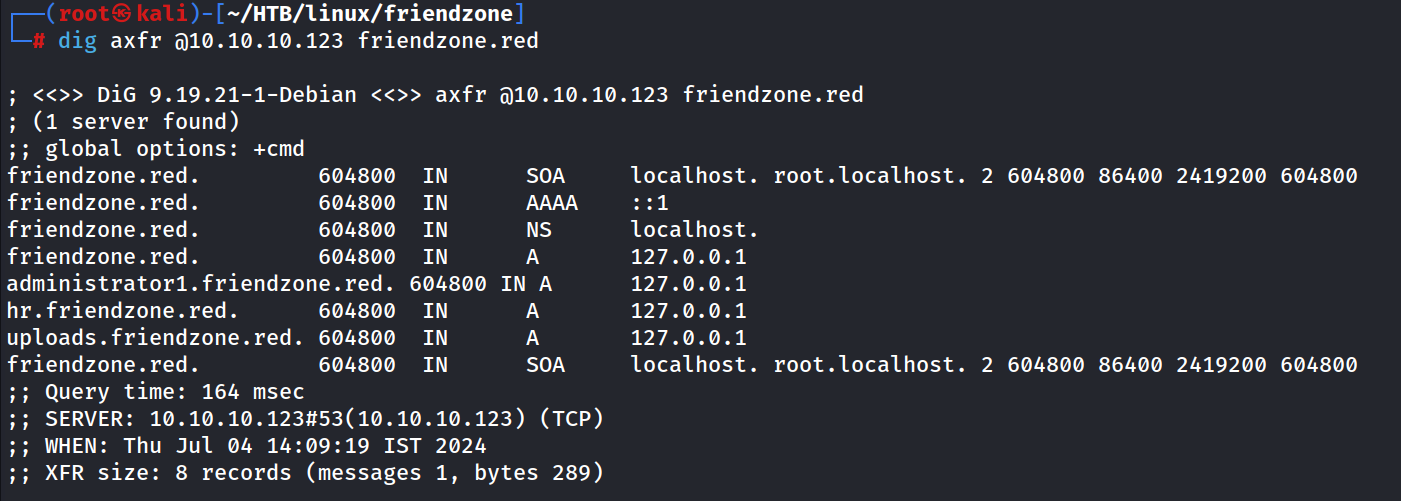 ┌──(root㉿kali)-[~/HTB/linux/friendzone]
└─# dig axfr @10.10.10.123 friendzone.red
; <<>> DiG 9.19.21-1-Debian <<>> axfr @10.10.10.123 friendzone.red
; (1 server found)
;; global options: +cmd
friendzone.red. 604800 IN SOA localhost. root.localhost. 2 604800 86400 2419200 604800
friendzone.red. 604800 IN AAAA ::1
friendzone.red. 604800 IN NS localhost.
friendzone.red. 604800 IN A 127.0.0.1
administrator1.friendzone.red. 604800 IN A 127.0.0.1
hr.friendzone.red. 604800 IN A 127.0.0.1
uploads.friendzone.red. 604800 IN A 127.0.0.1
friendzone.red. 604800 IN SOA localhost. root.localhost. 2 604800 86400 2419200 604800
;; Query time: 164 msec
;; SERVER: 10.10.10.123#53(10.10.10.123) (TCP)
;; WHEN: Thu Jul 04 14:09:19 IST 2024
;; XFR size: 8 records (messages 1, bytes 289)